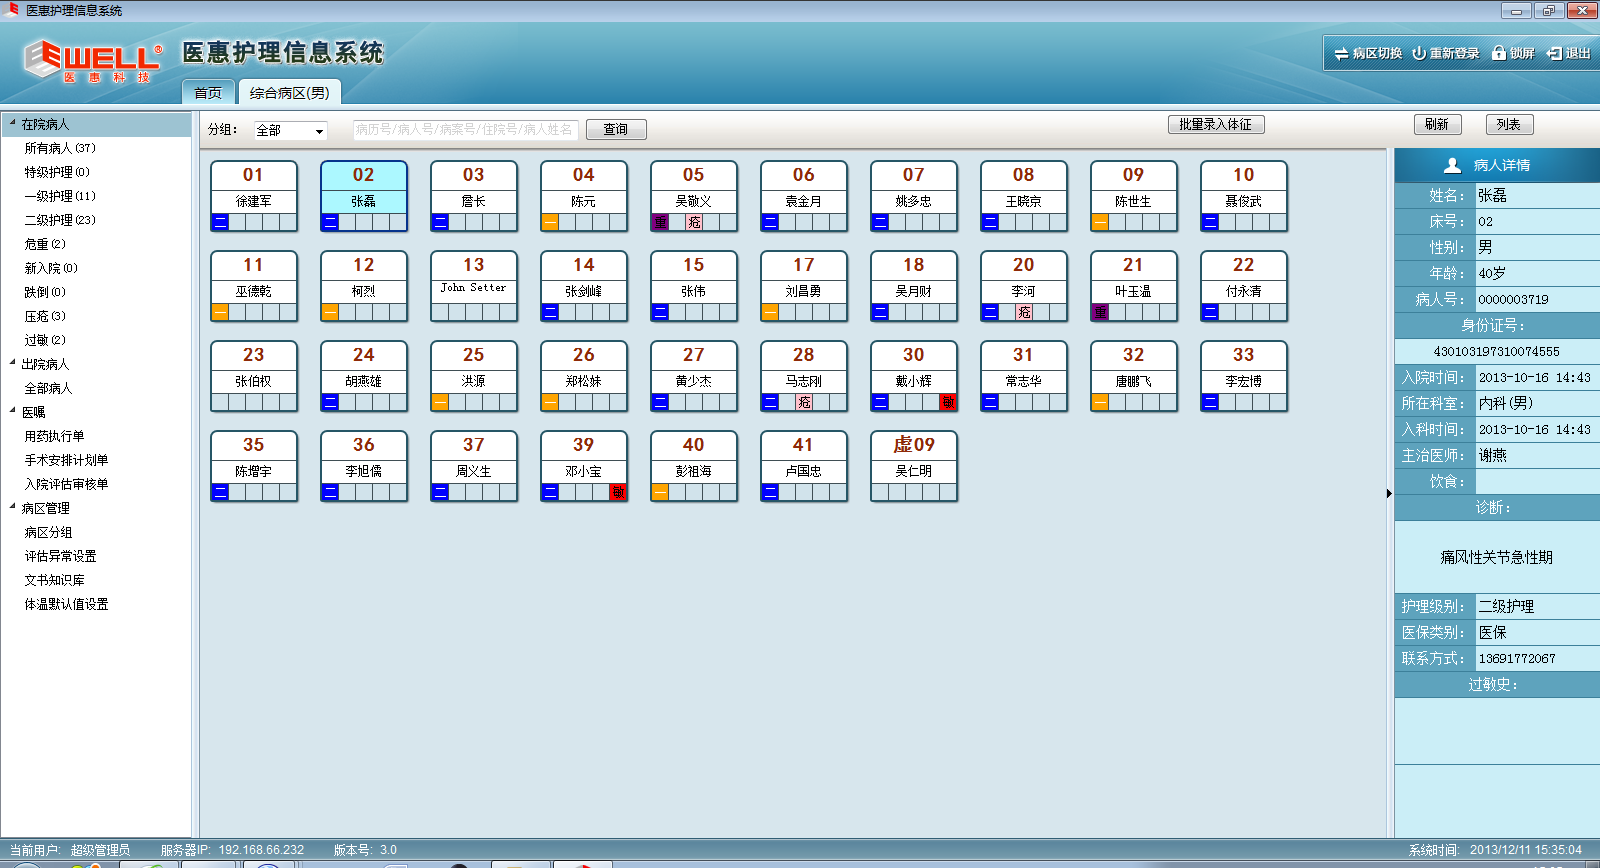 医惠护理信息系统
EWELL®
医惠科技
医惠护理信息系统
病区切换 重新登录 锁屏 退出
首页 综合病区(男)
在院病人
所有病人(37)
特级护理(0)
一级护理(11)
二级护理(23)
危重(2)
新入院(0)
跌倒(0)
压疮(3)
过敏(2)
出院病人
全部病人
医嘱
用药执行单
手术安排计划单
入院评估审核单
病区管理
病区分组
评估异常设置
文书知识库
体温默认值设置
分组: 全部 病历号/病人号/病案号/住院号/病人姓名 查询 批量录入体征 刷新 列表
01 02 03 04 05 06 07 08 09 10
徐建军 张磊 詹长 陈元 吴敬义 袁金月 姚多忠 王晓京 陈世生 聂俊武
二 二 二 一 重 疮 二 二 二 一 二
11 12 13 14 15 17 18 20 21 22
巫德乾 柯烈 John Setter 张剑峰 张伟 刘昌勇 吴月财 李河 叶玉温 付永清
一 一 二 二 一 二 二 疮 重 二
23 24 25 26 27 28 30 31 32 33
张伯权 胡燕雄 洪源 郑松妹 黄少杰 马志刚 戴小辉 常志华 唐鹏飞 李宏博
二 一 一 二 二 疮 二 敏 二 一 二
35 36 37 39 40 41 虚09
陈增宇 李旭儒 周义生 邓小宝 彭祖海 卢国忠 吴仁明
二 二 二 二 敏 一 二
病人详情
姓名: 张磊
床号: 02
性别: 男
年龄: 40岁
病人号: 0000003719
身份证号:
430103197310074555
入院时间: 2013-10-16 14:43
所在科室: 内科(男)
入科时间: 2013-10-16 14:43
主治医师: 谢燕
饮食:
诊断:
痛风性关节急性期
护理级别: 二级护理
医保类别: 医保
联系方式: 13691772067
过敏史:
当前用户: 超级管理员 服务器IP: 192.168.66.232 版本号: 3.0 系统时间: 2013/12/11 15:35:04